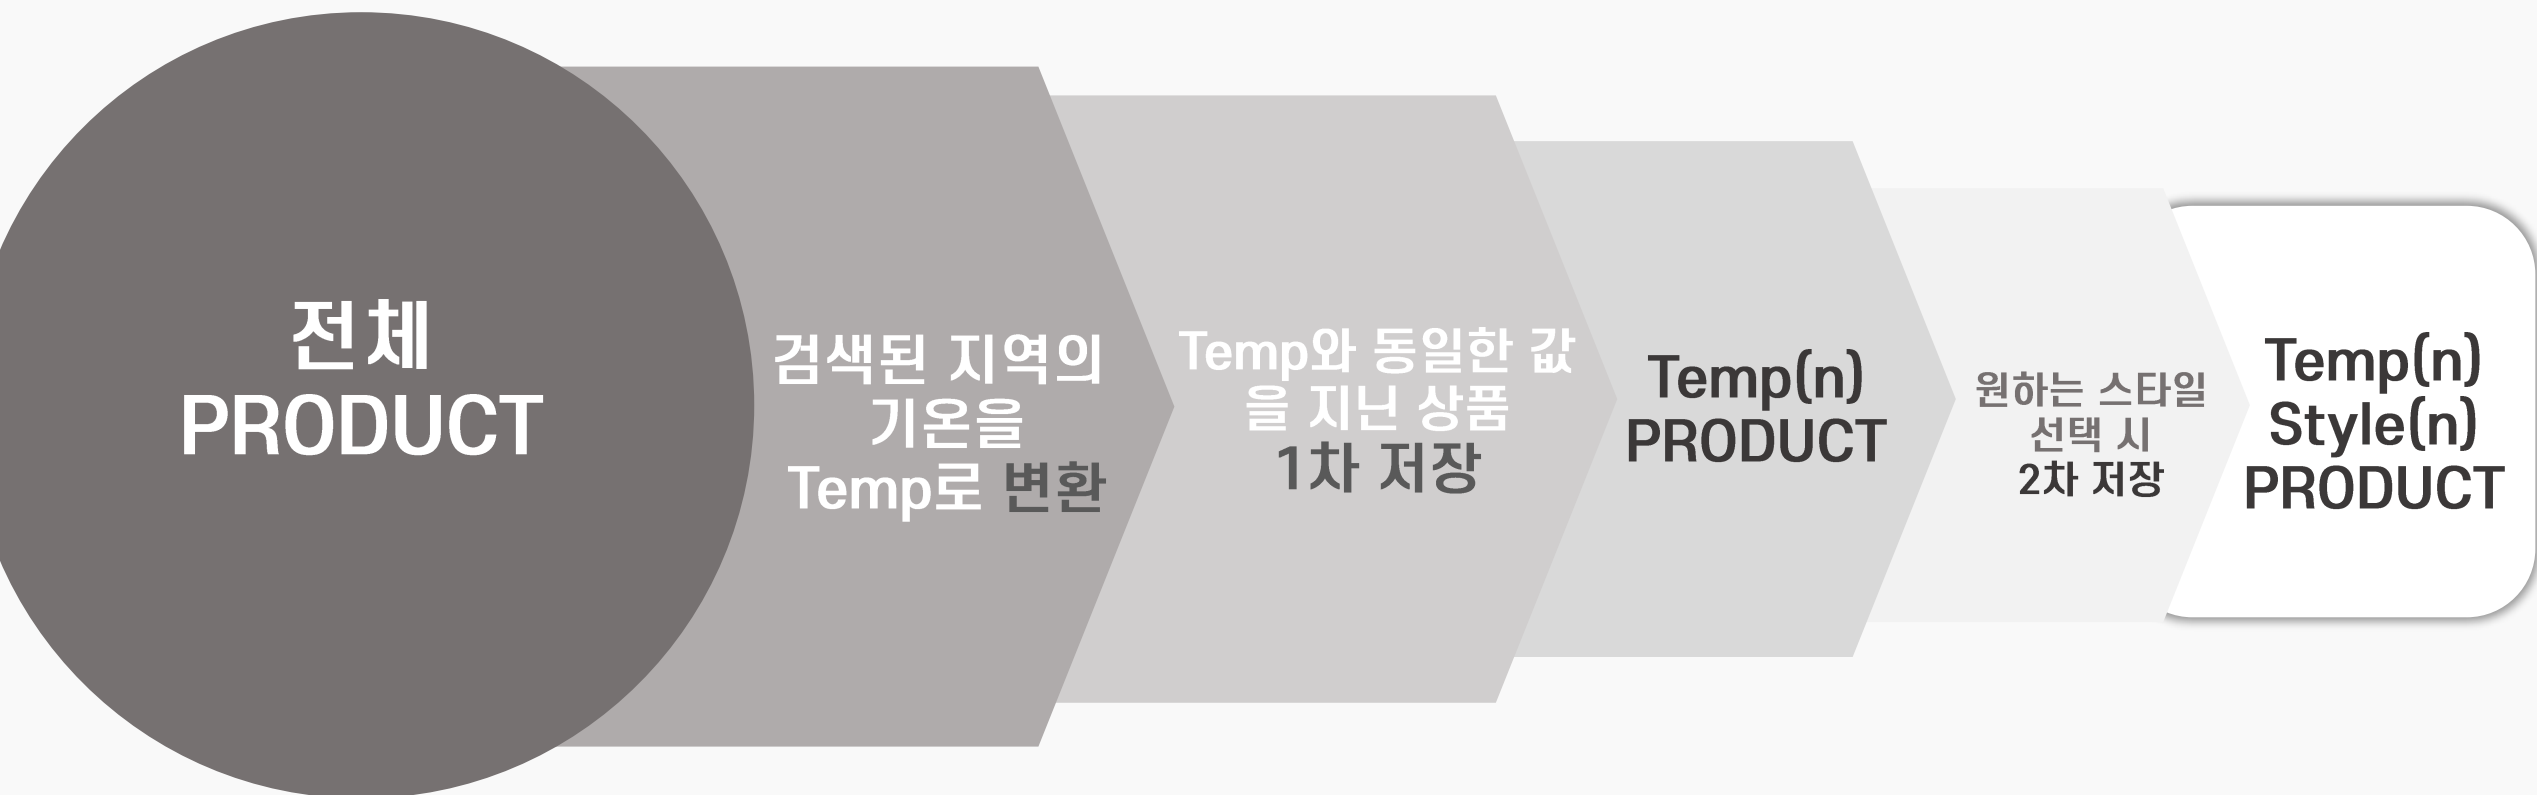 전체
PRODUCT
검색된 지역의
기온을
Temp로 변환
Temp와 동일한 값
을 지닌 상품
1차 저장
Temp(n)
PRODUCT
원하는 스타일
선택 시
2차 저장
Temp(n)
Style(n)
PRODUCT